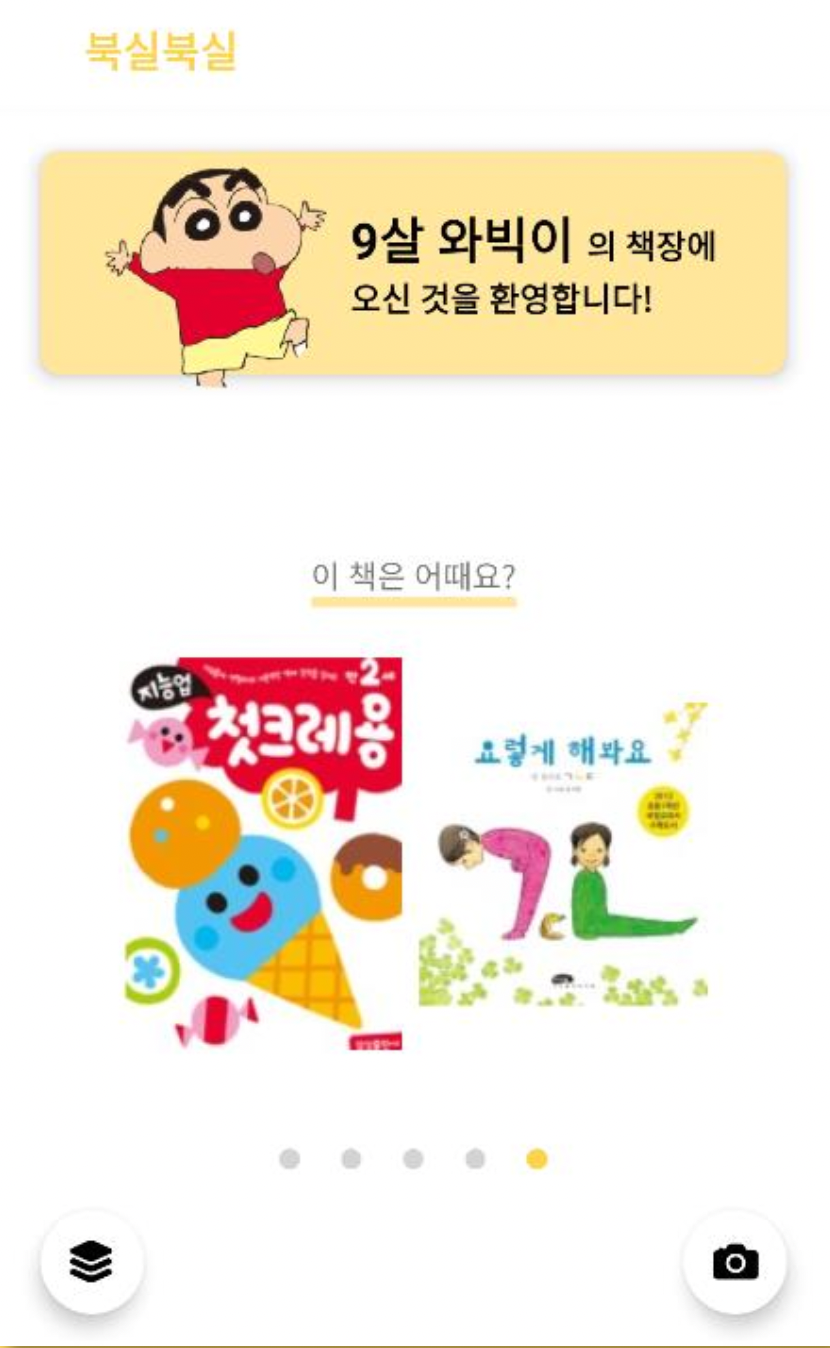 북실북실
9살 와빅이 의 책장에
오신 것을 환영합니다!
이 책은 어때요?
지능업
만 2세
첫크레용
요렇게 해봐요